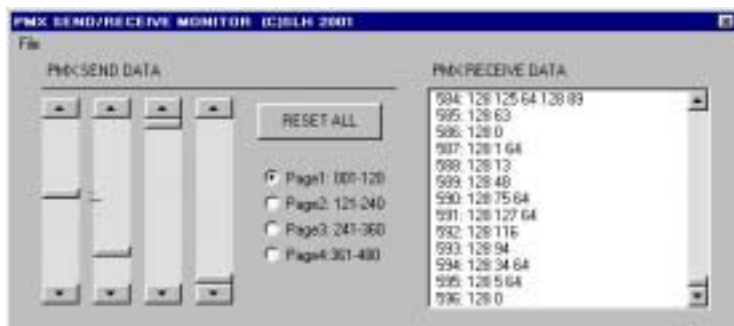 PMX SEND/RECEIVE MONITOR (C)SLH 2001
File
PMX SEND DATA
RESET ALL
Page1: 001-120
Page2: 121-240
Page3: 241-360
Page4:361-480
PMX RECEIVE DATA
584: 128 125 64 128 89
585: 128 63
586: 128 0
587: 128 1 64
588: 128 13
589: 128 48
590: 128 75 64
591: 128 127 64
592: 128 116
593: 128 94
594: 128 34 64
595: 128 5 64
596: 128 0